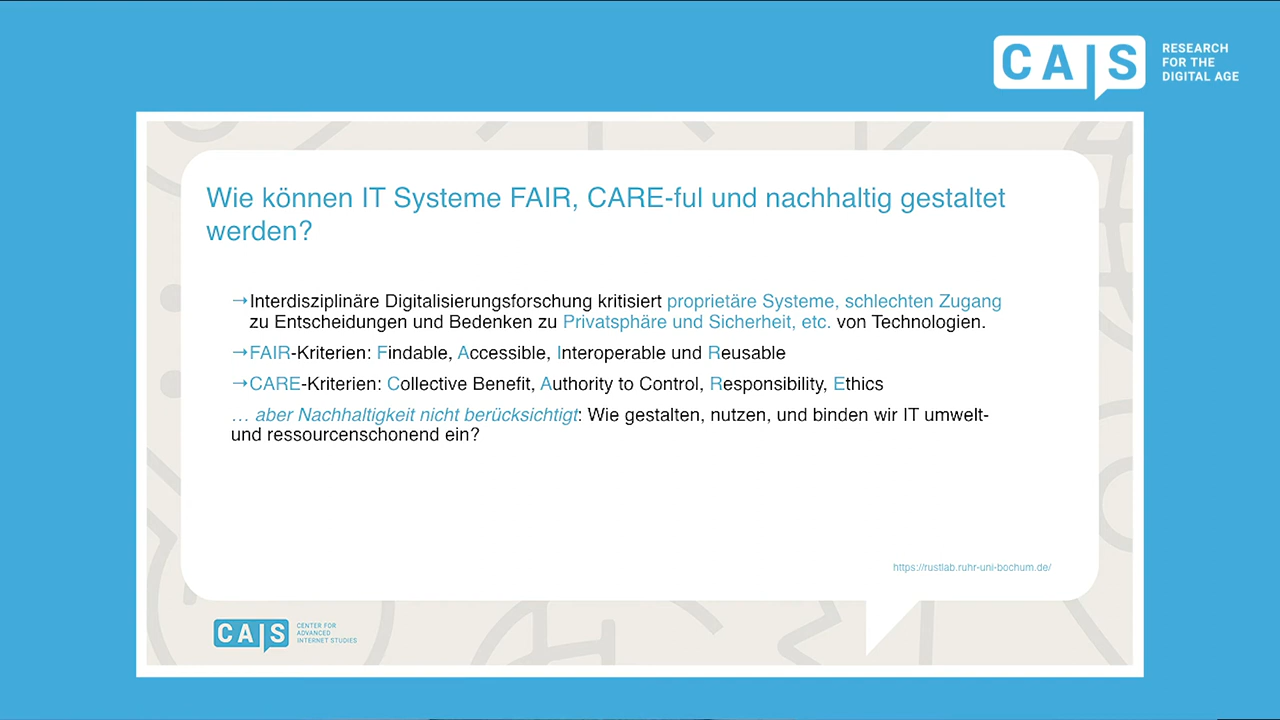 CAIS
RESEARCH
FOR THE
DIGITAL AGE
Wie können IT Systeme FAIR, CARE-ful und nachhaltig gestaltet
werden?
→Interdisziplinäre Digitalisierungsforschung kritisiert proprietäre Systeme, schlechten Zugang
zu Entscheidungen und Bedenken zu Privatsphäre und Sicherheit, etc. von Technologien.
→FAIR-Kriterien: Findable, Accessible, Interoperable und Reusable
→CARE-Kriterien: Collective Benefit, Authority to Control, Responsibility, Ethics
… aber Nachhaltigkeit nicht berücksichtigt: Wie gestalten, nutzen, und binden wir IT umwelt-
und ressourcenschonend ein?
https://rustlab.ruhr-uni-bochum.de/
CAIS
CENTER FOR
ADVANCED
INTERNET STUDIES